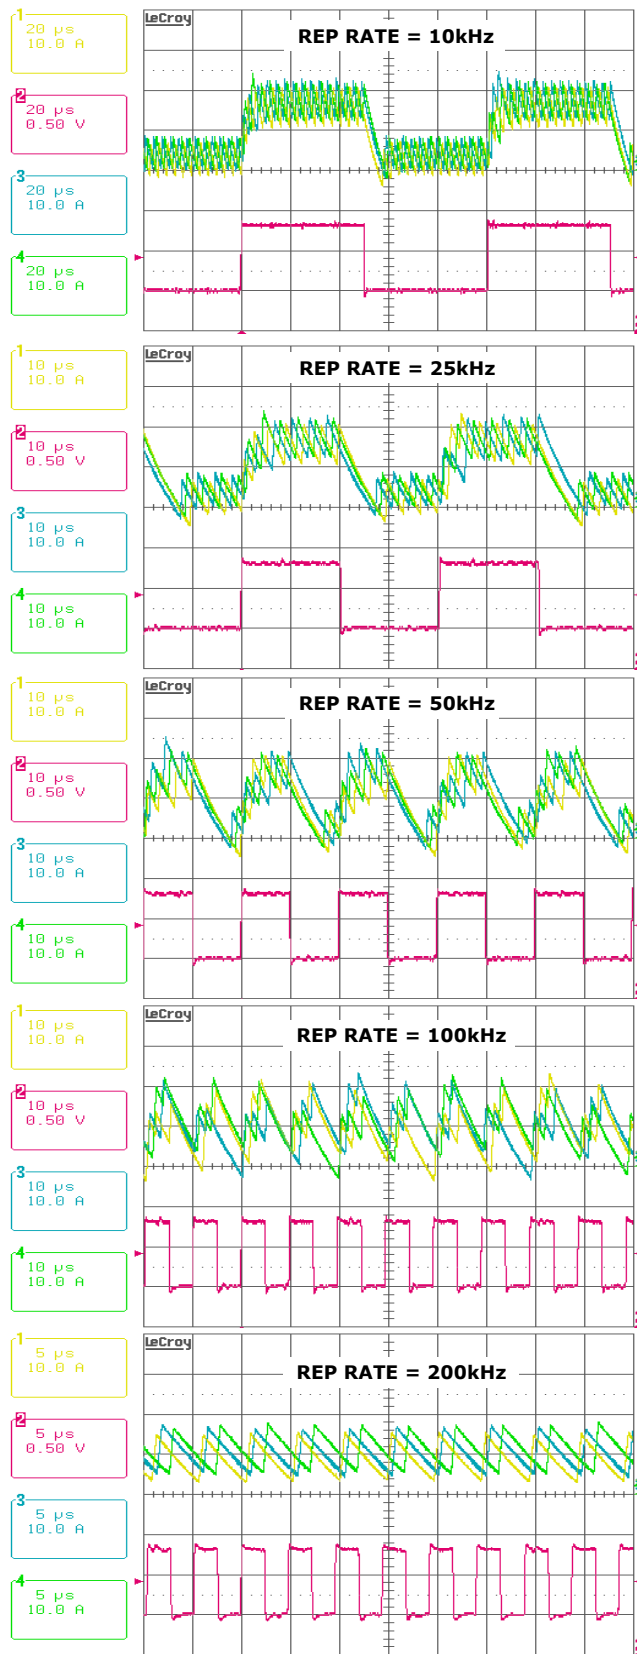 1
20 µs
10.0 A
2
20 µs
0.50 V
3
20 µs
10.0 A
4
20 µs
10.0 A
LeCroy
REP RATE = 10kHz
1
10 µs
10.0 A
2
10 µs
0.50 V
3
10 µs
10.0 A
4
10 µs
10.0 A
LeCroy
REP RATE = 25kHz
1
10 µs
10.0 A
2
10 µs
0.50 V
3
10 µs
10.0 A
4
10 µs
10.0 A
LeCroy
REP RATE = 50kHz
1
10 µs
10.0 A
2
10 µs
0.50 V
3
10 µs
10.0 A
4
10 µs
10.0 A
LeCroy
REP RATE = 100kHz
1
5 µs
10.0 A
2
5 µs
0.50 V
3
5 µs
10.0 A
4
5 µs
10.0 A
LeCroy
REP RATE = 200kHz